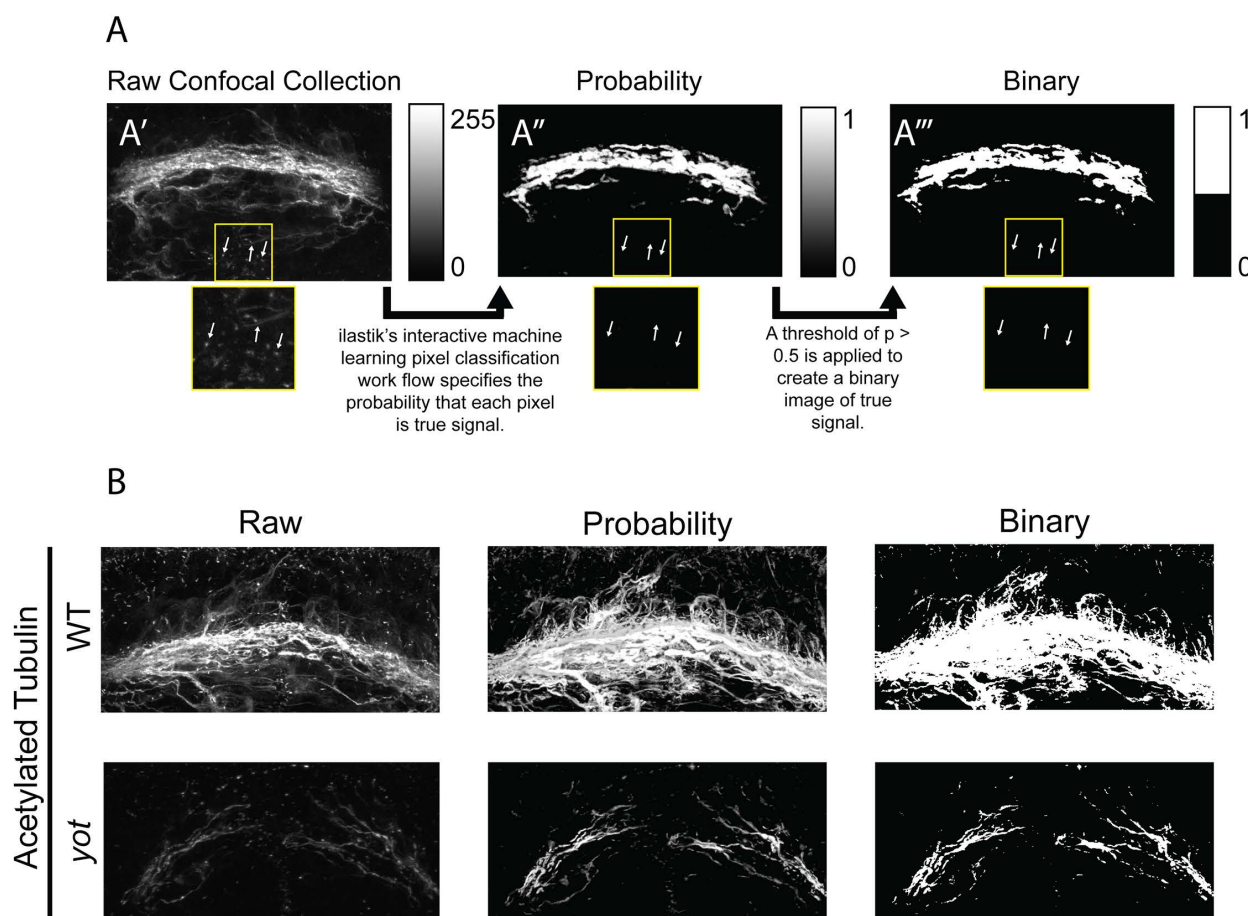 A
Raw Confocal Collection
Probability
Binary
A′
255
0
A″
1
0
A‴
1
0
ilastik's interactive machine
learning pixel classification
work flow specifies the
probability that each pixel
is true signal.
A threshold of p >
0.5 is applied to
create a binary
image of true
signal.
B
Raw
Probability
Binary
Acetylated Tubulin
WT
yot